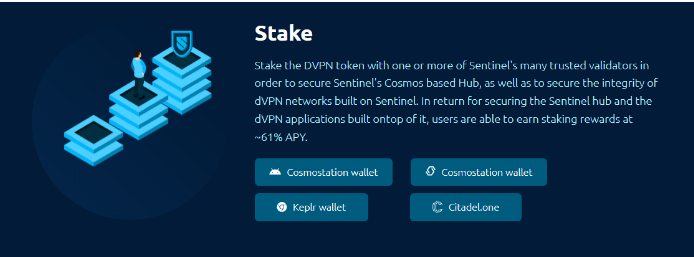 Stake
Stake the DVPN token with one or more of Sentinel's many trusted validators in
order to secure Sentinel's Cosmos based Hub, as well as to secure the integrity of
dVPN networks built on Sentinel. In return for securing the Sentinel hub and the
dVPN applications built ontop of it, users are able to earn staking rewards at
~61% APY.
Cosmostation wallet
Cosmostation wallet
Keplr wallet
Citadel.one